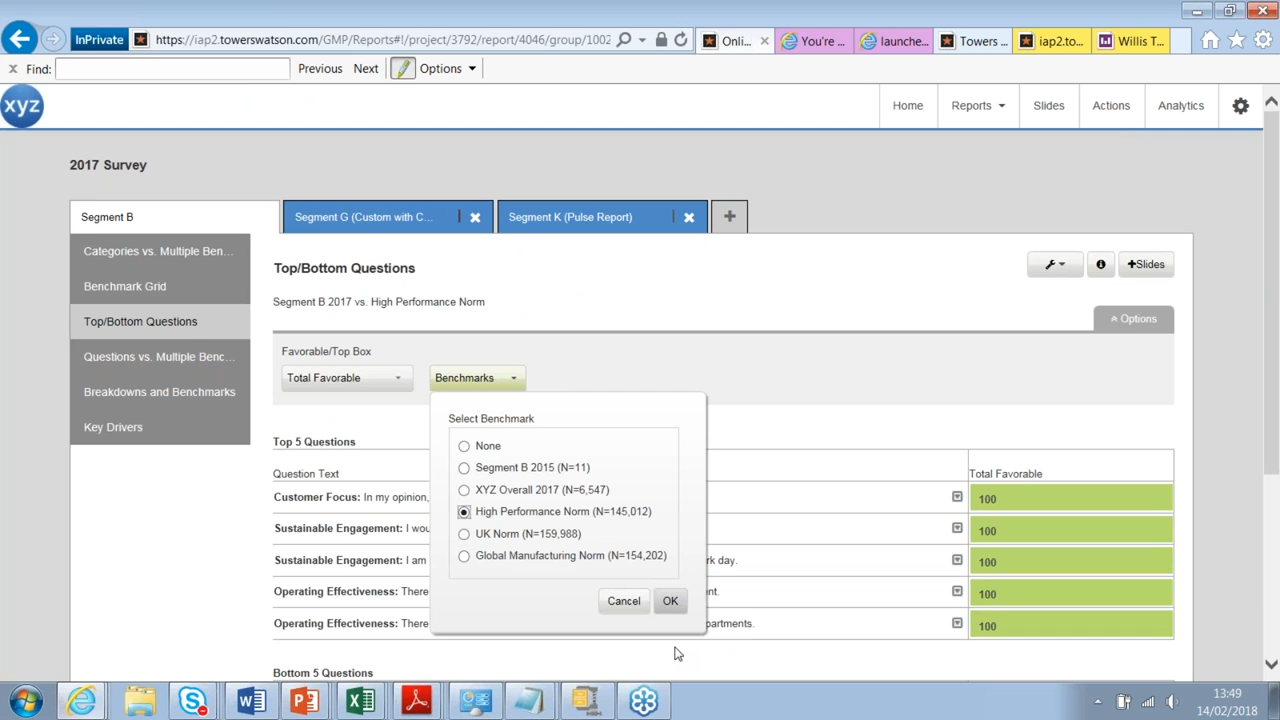 InPrivate https://iap2.towerswatson.com/GMP/Reports#!/project/3792/report/4046/group/1002 Onli... You're ... launche... Towers ... iap2.to... Willis T...
x Find: Previous Next Options
xyz Home Reports Slides Actions Analytics
2017 Survey
Segment B Segment G (Custom with C... Segment K (Pulse Report) +
Categories vs. Multiple Ben...
Benchmark Grid
Top/Bottom Questions
Questions vs. Multiple Benc...
Breakdowns and Benchmarks
Key Drivers
Top/Bottom Questions
+Slides
Segment B 2017 vs. High Performance Norm
Options
Favorable/Top Box
Total Favorable Benchmarks
Select Benchmark
None
Segment B 2015 (N=11)
XYZ Overall 2017 (N=6,547)
High Performance Norm (N=145,012)
UK Norm (N=159,988)
Global Manufacturing Norm (N=154,202)
Cancel OK
Top 5 Questions
Question Text Total Favorable
Customer Focus: In my opinion, 100
Sustainable Engagement: I wou 100
Sustainable Engagement: I am rk day. 100
Operating Effectiveness: There ent. 100
Operating Effectiveness: There partments. 100
Bottom 5 Questions
13:49
14/02/2018